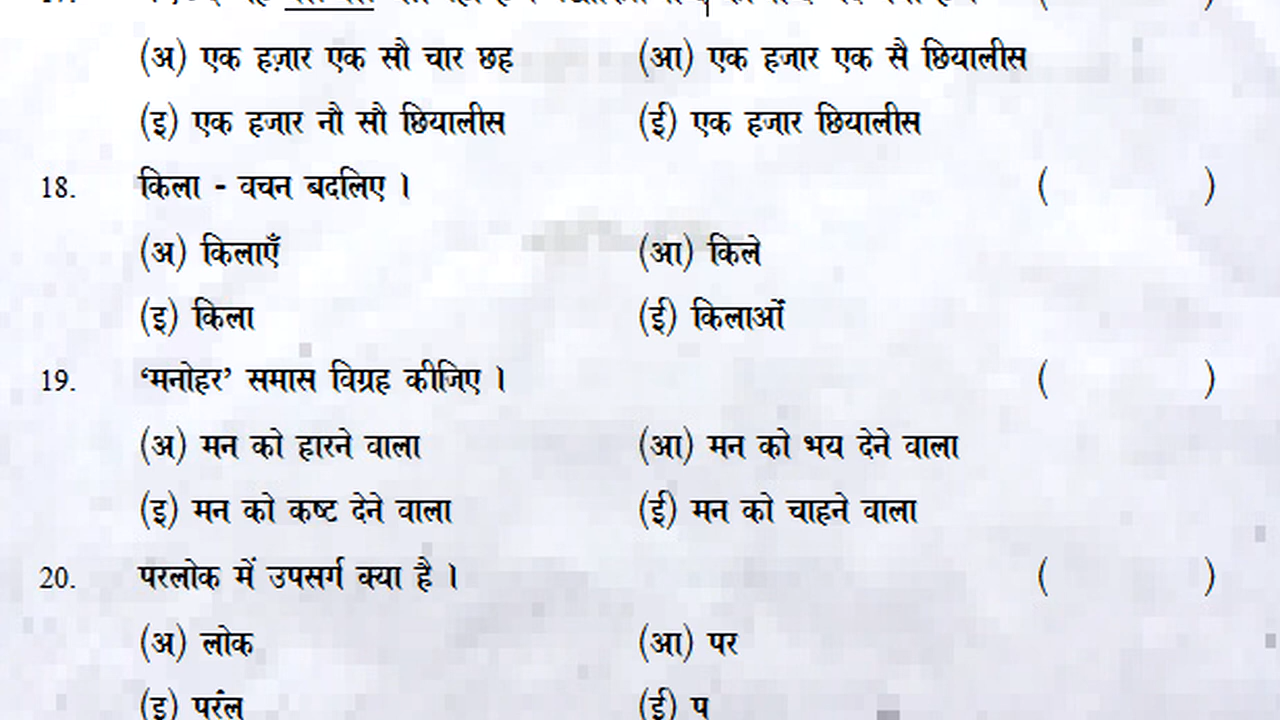 (अ) एक हज़ार एक सौ चार छह (आ) एक हजार एक सै छियालीस
(इ) एक हजार नौ सौ छियालीस (ई) एक हजार छियालीस
18. किला - वचन बदलिए । ( )
(अ) किलाएँ (आ) किले
(इ) किला (ई) किलाओं
19. ‘मनोहर’ समास विग्रह कीजिए । ( )
(अ) मन को हारने वाला (आ) मन को भय देने वाला
(इ) मन को कष्ट देने वाला (ई) मन को चाहने वाला
20. परलोक में उपसर्ग क्या है । ( )
(अ) लोक (आ) पर
(इ) (ई) प